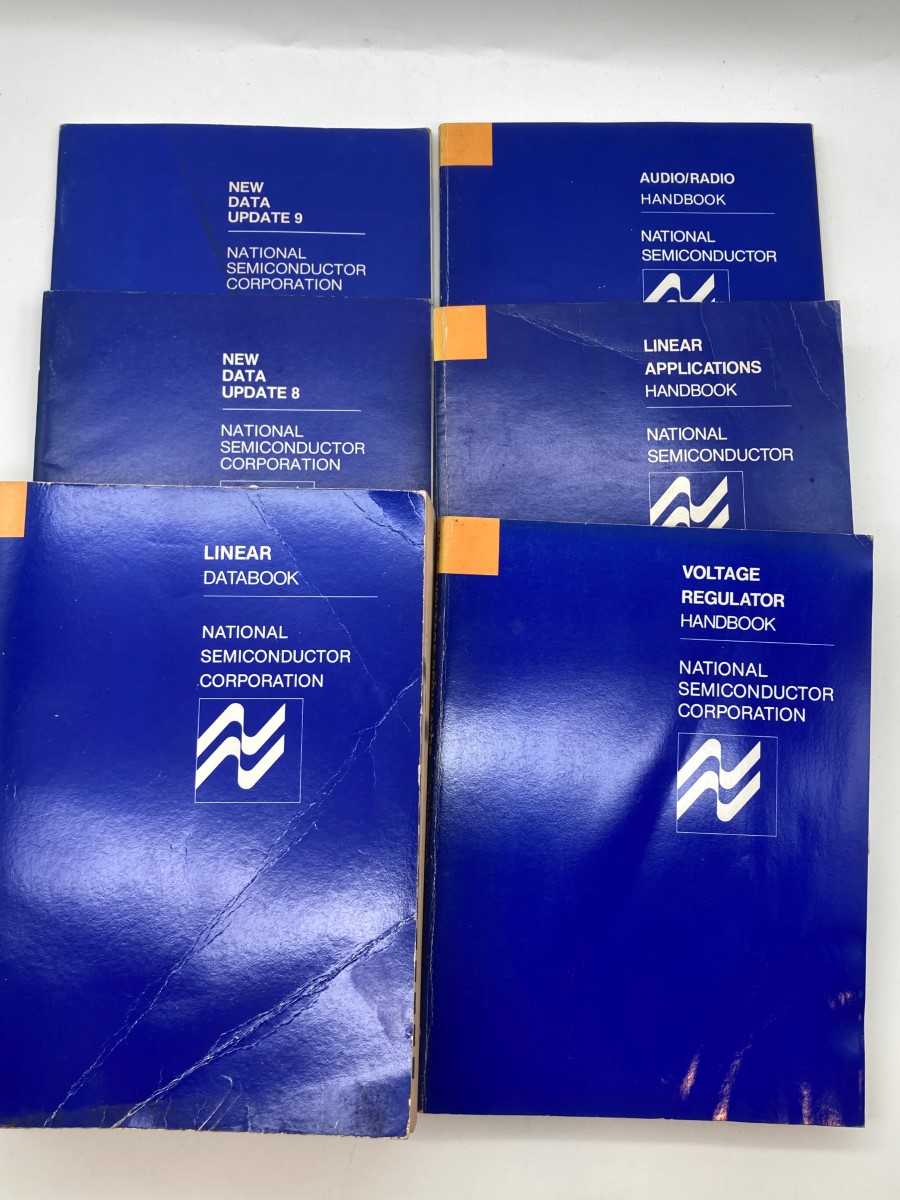 NEW
DATA
UPDATE 9
NATIONAL
SEMICONDUCTOR
CORPORATION
AUDIO/RADIO
HANDBOOK
NATIONAL
SEMICONDUCTOR
NEW
DATA
UPDATE 8
NATIONAL
SEMICONDUCTOR
CORPORATION
LINEAR
APPLICATIONS
HANDBOOK
NATIONAL
SEMICONDUCTOR
LINEAR
DATABOOK
NATIONAL
SEMICONDUCTOR
CORPORATION
VOLTAGE
REGULATOR
HANDBOOK
NATIONAL
SEMICONDUCTOR
CORPORATION